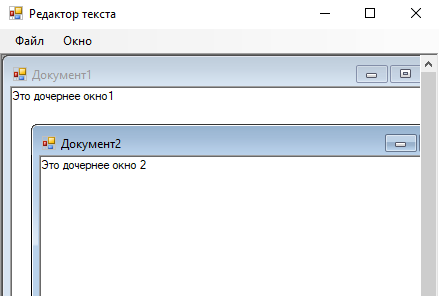 Редактор текста
Файл Окно
Документ1
Это дочернее окно1
Документ2
Это дочернее окно 2